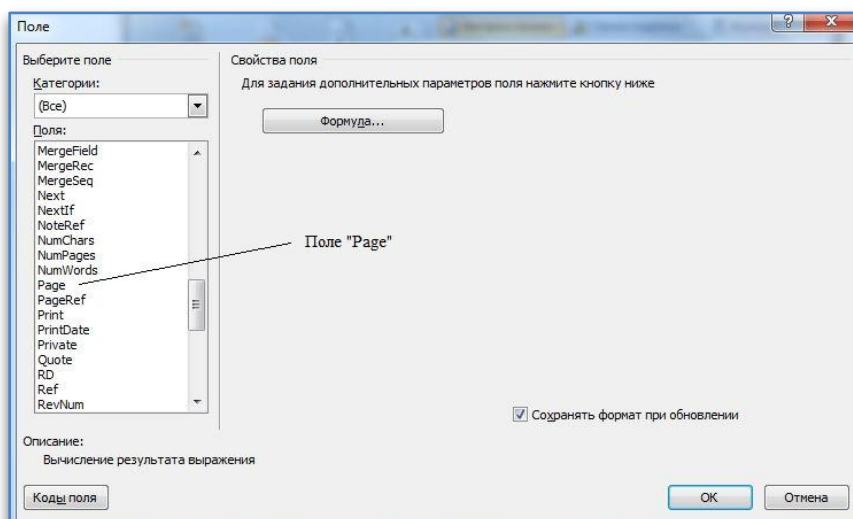 Поле
Выберите поле
Категории:
(Все)
Поля:
MergeField
MergeRec
MergeSeq
Next
NextIf
NoteRef
NumChars
NumPages
NumWords
Page
PageRef
Print
PrintDate
Private
Quote
RD
Ref
RevNum
Свойства поля
Для задания дополнительных параметров поля нажмите кнопку ниже
Формула...
Поле "Page"
Сохранять формат при обновлении
Описание:
Вычисление результата выражения
Коды поля
ОК
Отмена